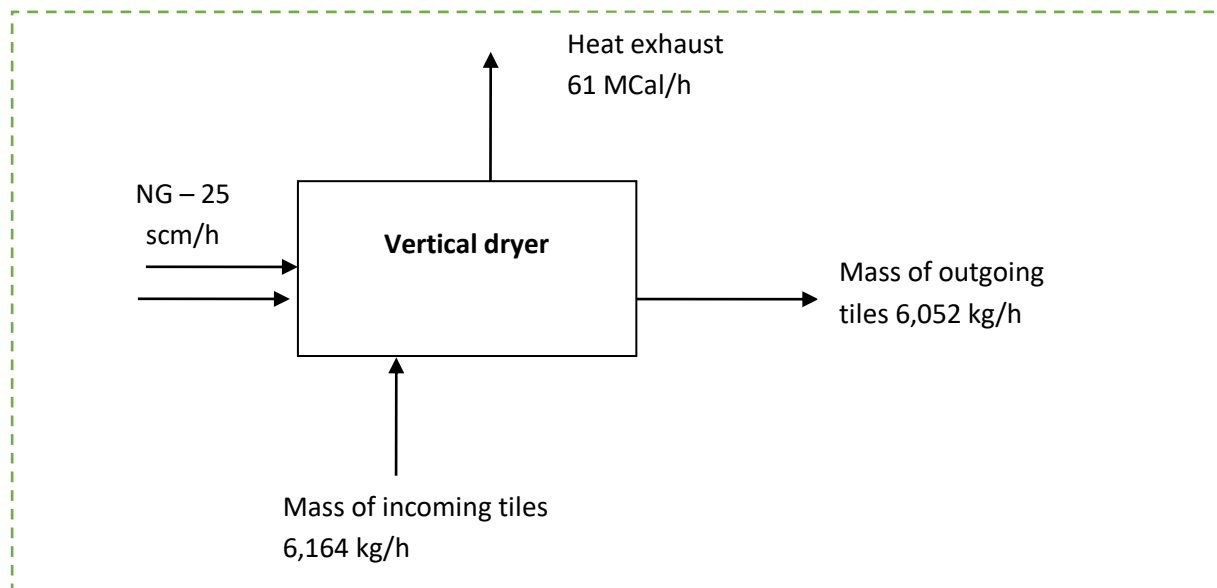 Heat exhaust
61 MCal/h
NG – 25
scm/h
Vertical dryer
Mass of outgoing
tiles 6,052 kg/h
Mass of incoming tiles
6,164 kg/h